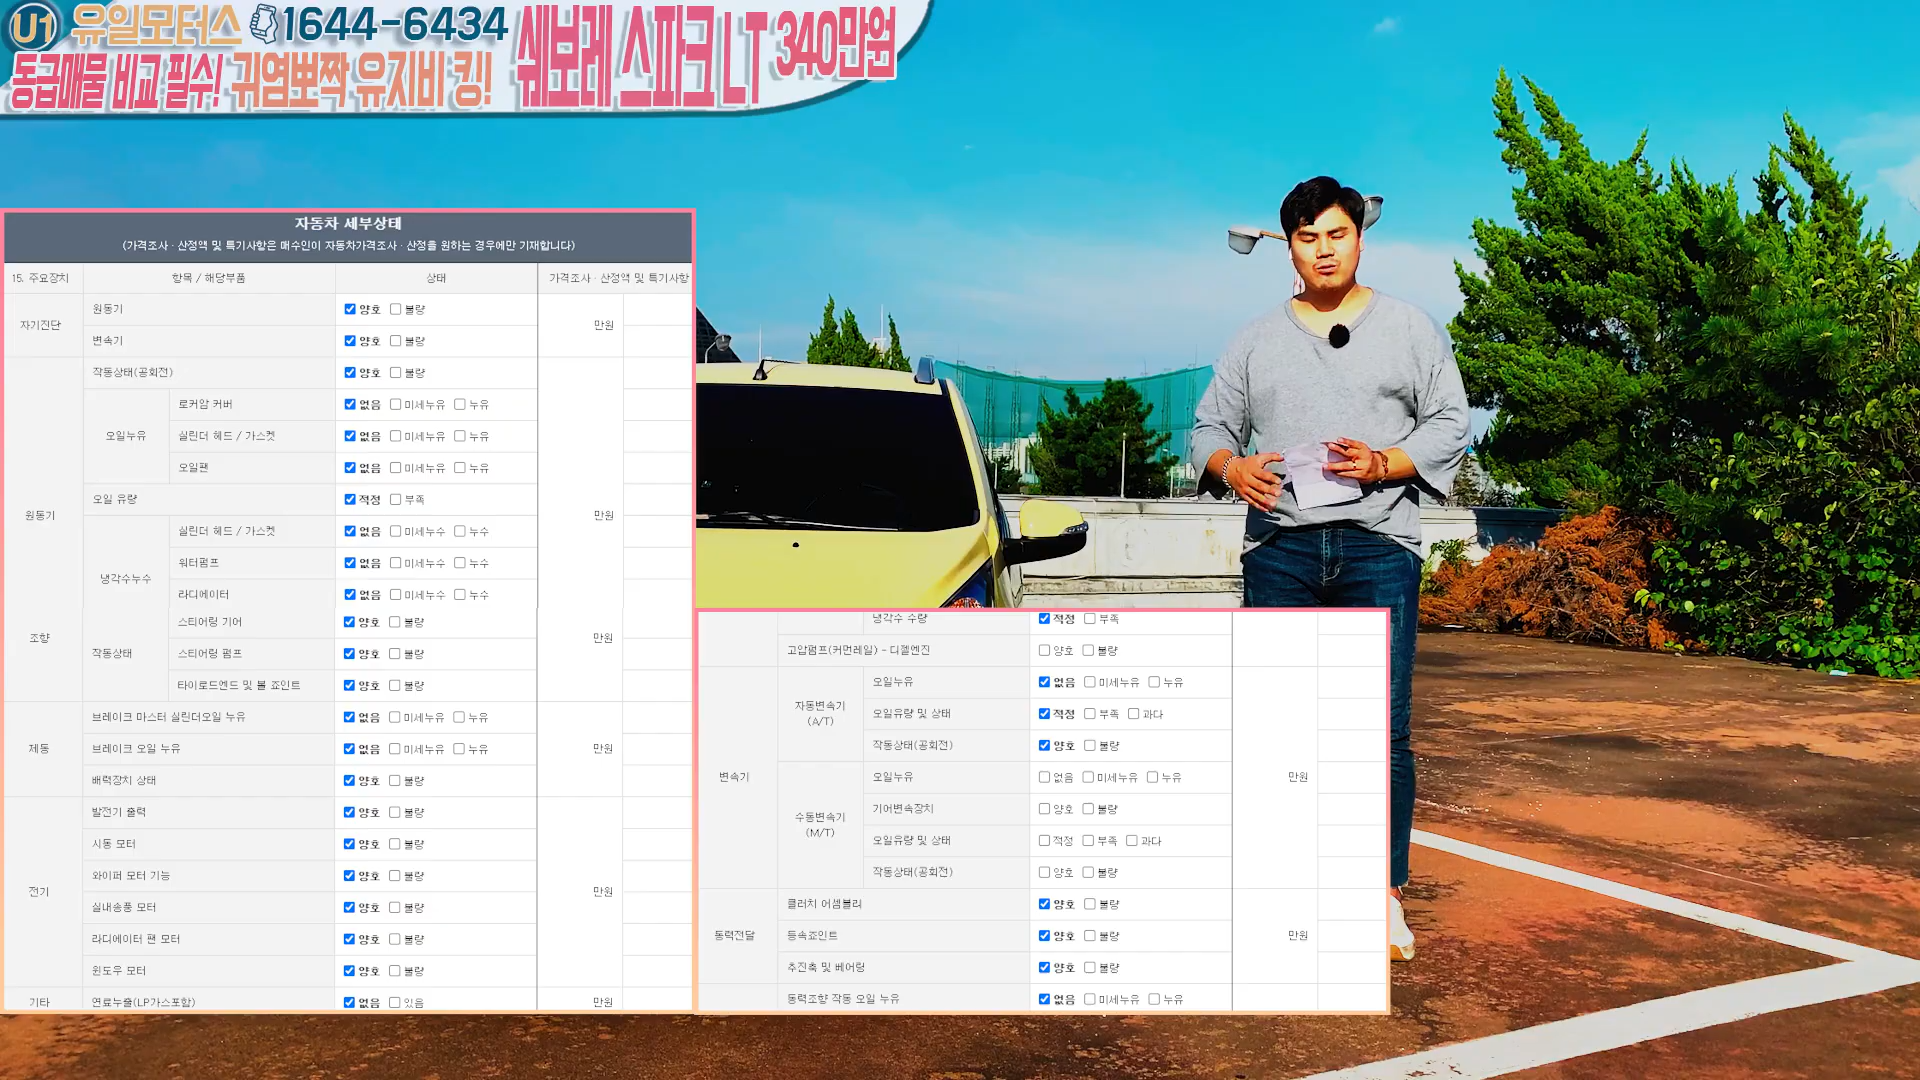 U1 유일모터스 1644-6434
동급매물 비교 필수! 귀염뽀짝 유지비 킹!
쉐보레 스파크 LT 340만원
자동차 세부상태
(가격조사 · 산정액 및 특기사항은 매수인이 자동차가격조사 · 산정을 원하는 경우에만 기재합니다)
15. 주요장치 항목 / 해당부품 상태 가격조사 · 산정액 및 특기사항
자기진단 만원
원동기 양호 불량
변속기 양호 불량
원동기 만원
작동상태(공회전) 양호 불량
오일누유
로커암 커버 없음 미세누유 누유
실린더 헤드 / 가스켓 없음 미세누유 누유
오일팬 없음 미세누유 누유
오일 유량 적정 부족
냉각수누수
실린더 헤드 / 가스켓 없음 미세누수 누수
워터펌프 없음 미세누수 누수
라디에이터 없음 미세누수 누수
조향 만원
작동상태
스티어링 기어 양호 불량
스티어링 펌프 양호 불량
타이로드엔드 및 볼 죠인트 양호 불량
제동 만원
브레이크 마스터 실린더오일 누유 없음 미세누유 누유
브레이크 오일 누유 없음 미세누유 누유
배력장치 상태 양호 불량
전기 만원
발전기 출력 양호 불량
시동 모터 양호 불량
와이퍼 모터 기능 양호 불량
실내송풍 모터 양호 불량
라디에이터 팬 모터 양호 불량
윈도우 모터 양호 불량
기타 연료누출(LP가스포함) 없음 있음 만원
냉각수 수량 적정 부족
고압펌프(커먼레일) - 디젤엔진 양호 불량
변속기 만원
자동변속기
(A/T)
오일누유 없음 미세누유 누유
오일유량 및 상태 적정 부족 과다
작동상태(공회전) 양호 불량
수동변속기
(M/T)
오일누유 없음 미세누유 누유
기어변속장치 양호 불량
오일유량 및 상태 적정 부족 과다
작동상태(공회전) 양호 불량
동력전달 만원
클러치 어셈블리 양호 불량
등속죠인트 양호 불량
추진축 및 베어링 양호 불량
동력조향 작동 오일 누유 없음 미세누유 누유